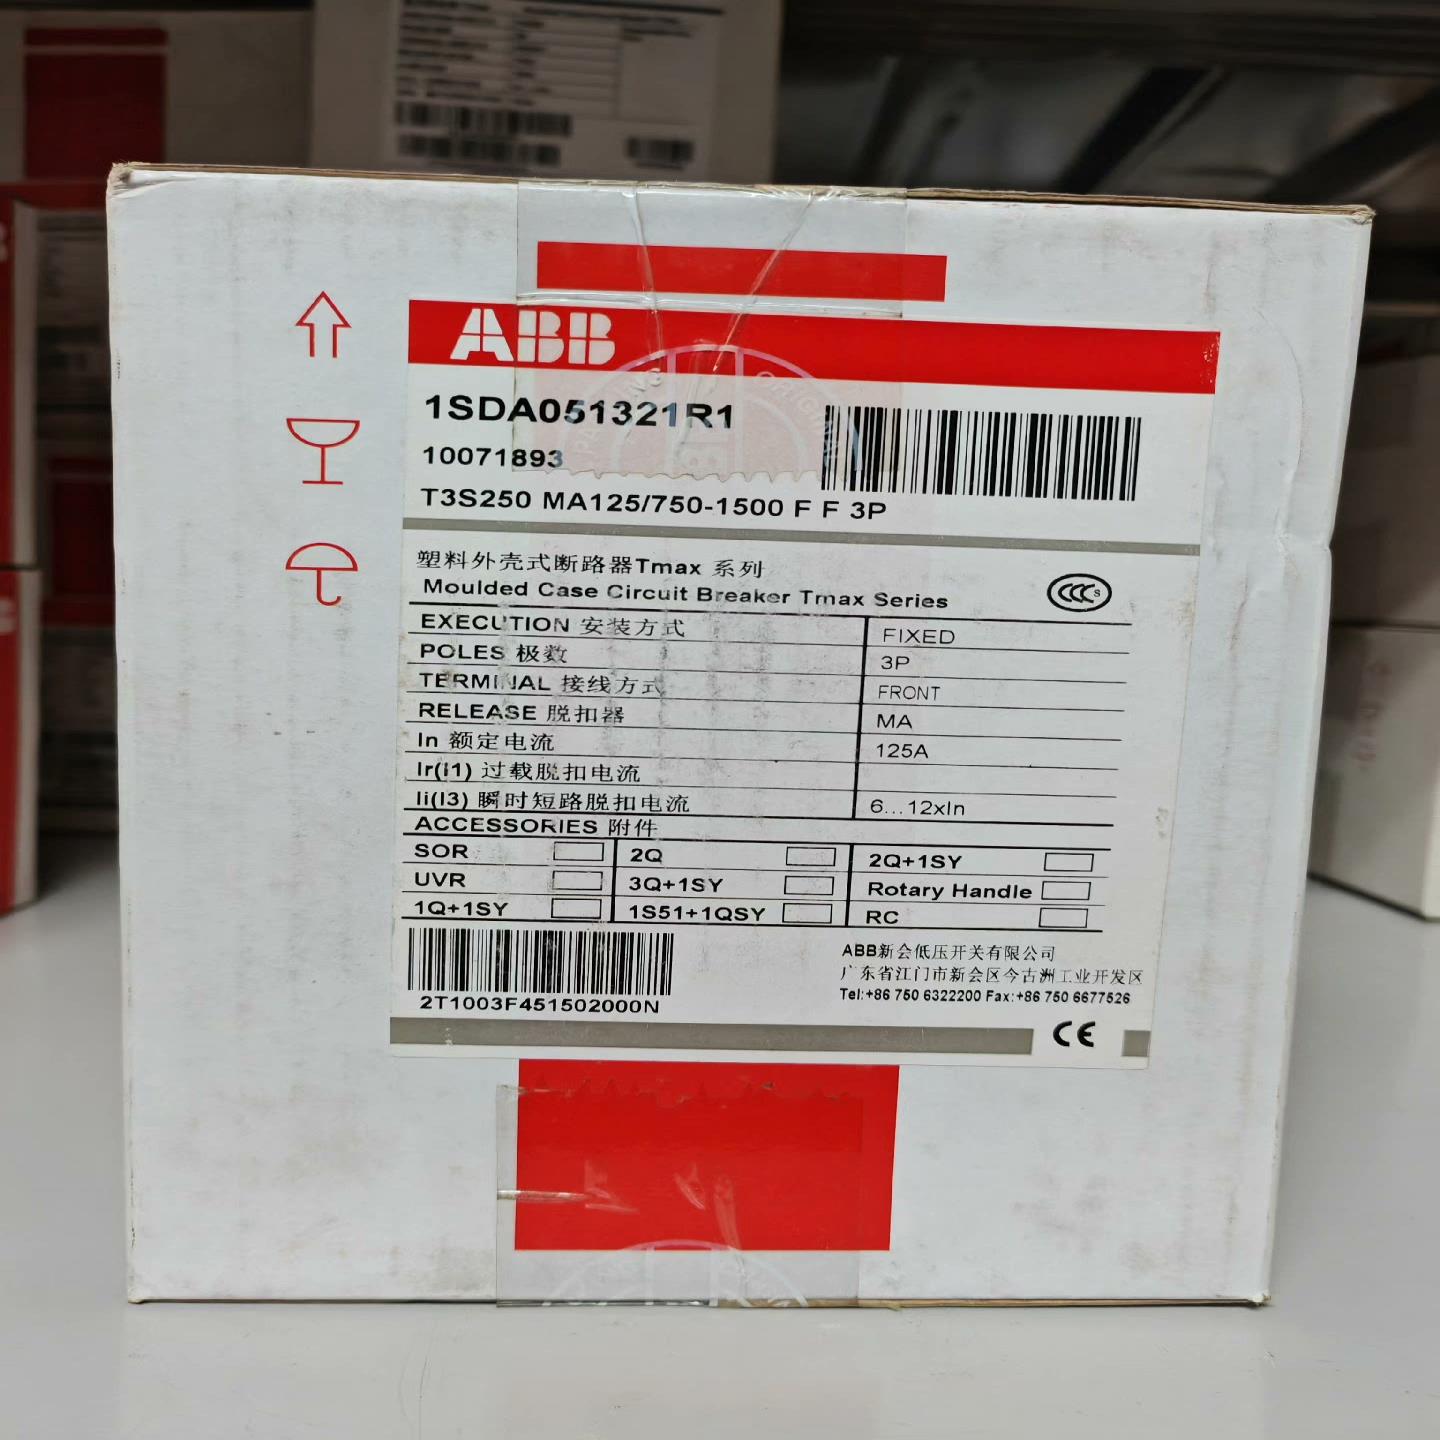 ABB
1SDA051321R1
10071893
T3S250 MA125/750-1500 F F 3P
塑料外壳式断路器Tmax 系列
Moulded Case Circuit Breaker Tmax Series
CCC S
EXECUTION 安装方式 FIXED
POLES 极数 3P
TERMINAL 接线方式 FRONT
RELEASE 脱扣器 MA
In 额定电流 125A
Ir(I1) 过载脱扣电流
Ii(I3) 瞬时短路脱扣电流 6...12xIn
ACCESSORIES 附件
SOR 2Q 2Q+1SY
UVR 3Q+1SY Rotary Handle
1Q+1SY 1S51+1QSY RC
2T1003F451502000N
ABB新会低压开关有限公司
广东省江门市新会区今古洲工业开发区
Tel:+86 750 6322200 Fax:+86 750 6677526
CE